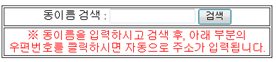 동이름 검색 : 검색
※ 동이름을 입력하시고 검색 후, 아래 부분의
우편번호를 클릭하시면 자동으로 주소가 입력됩니다.